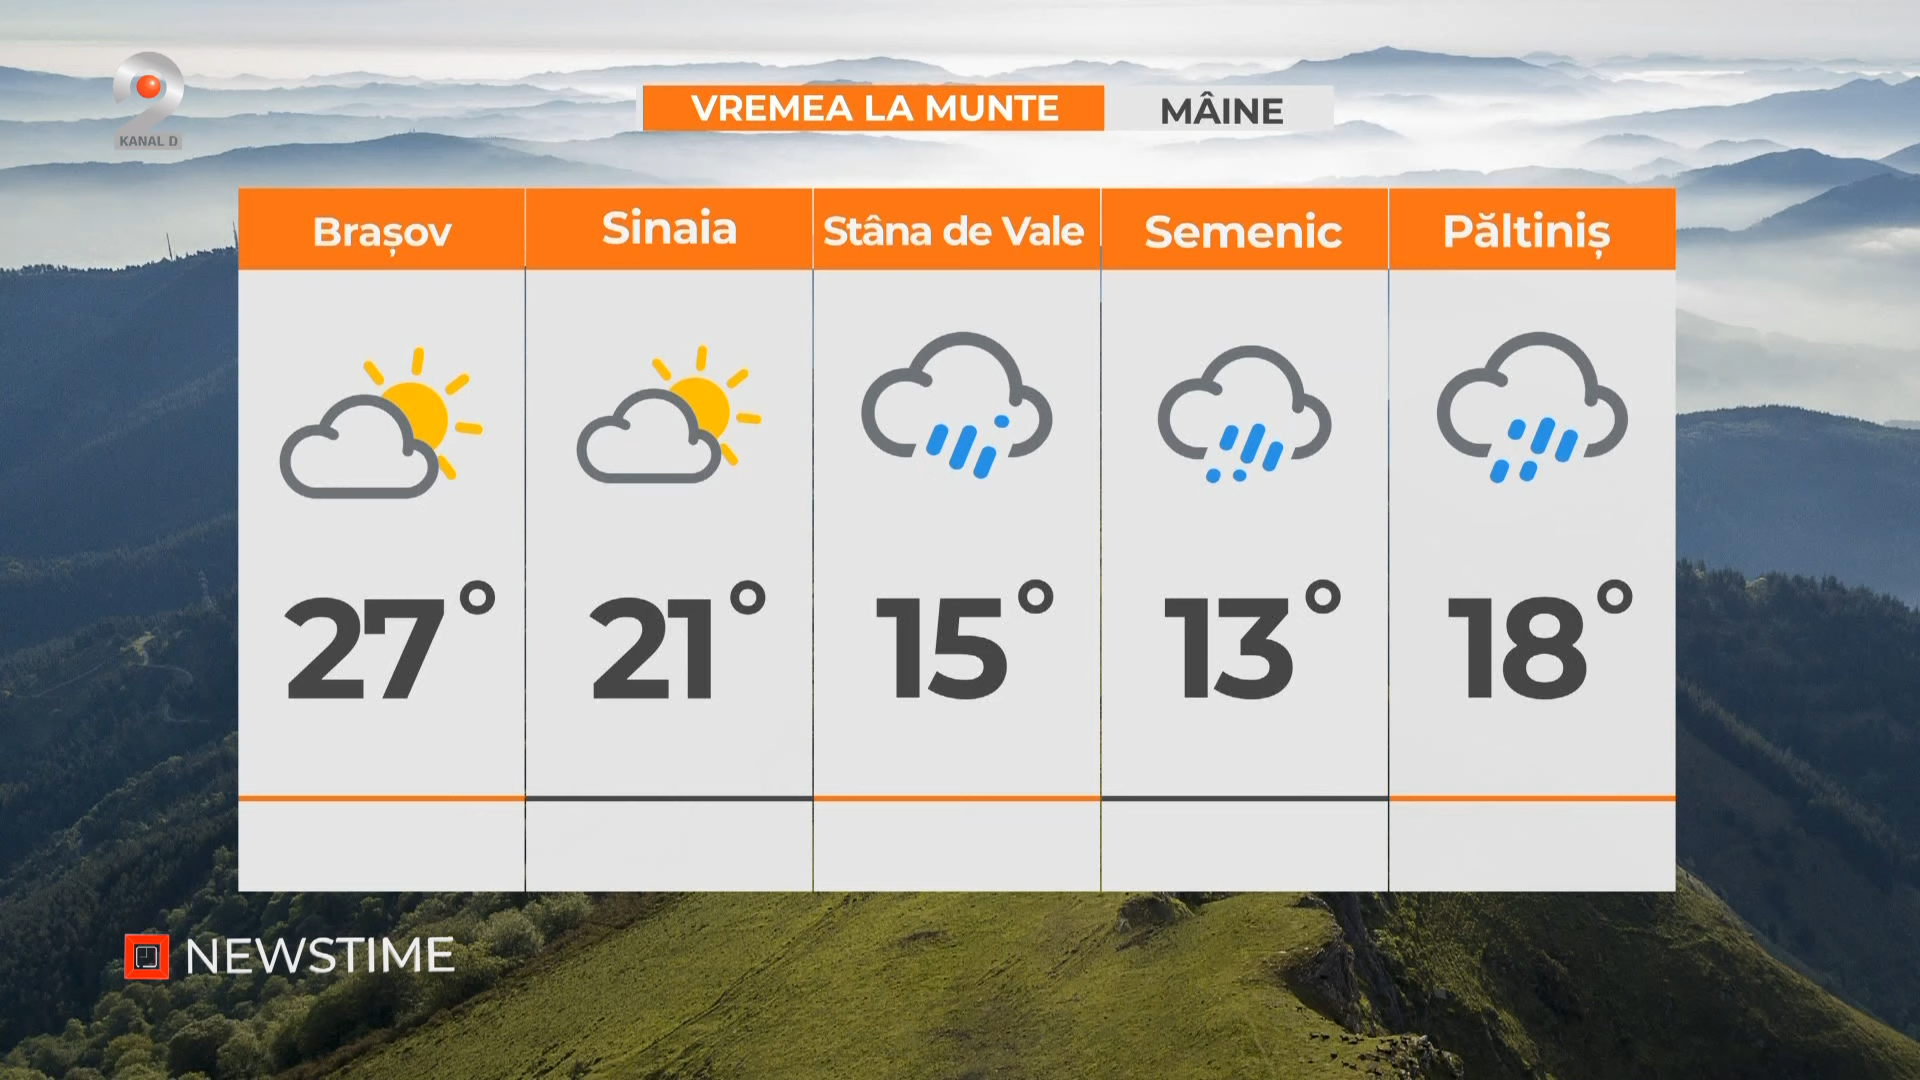 KANAL D
VREMEA LA MUNTE MÂINE
Brașov Sinaia Stâna de Vale Semenic Păltiniș
27° 21° 15° 13° 18°
NEWSTIME